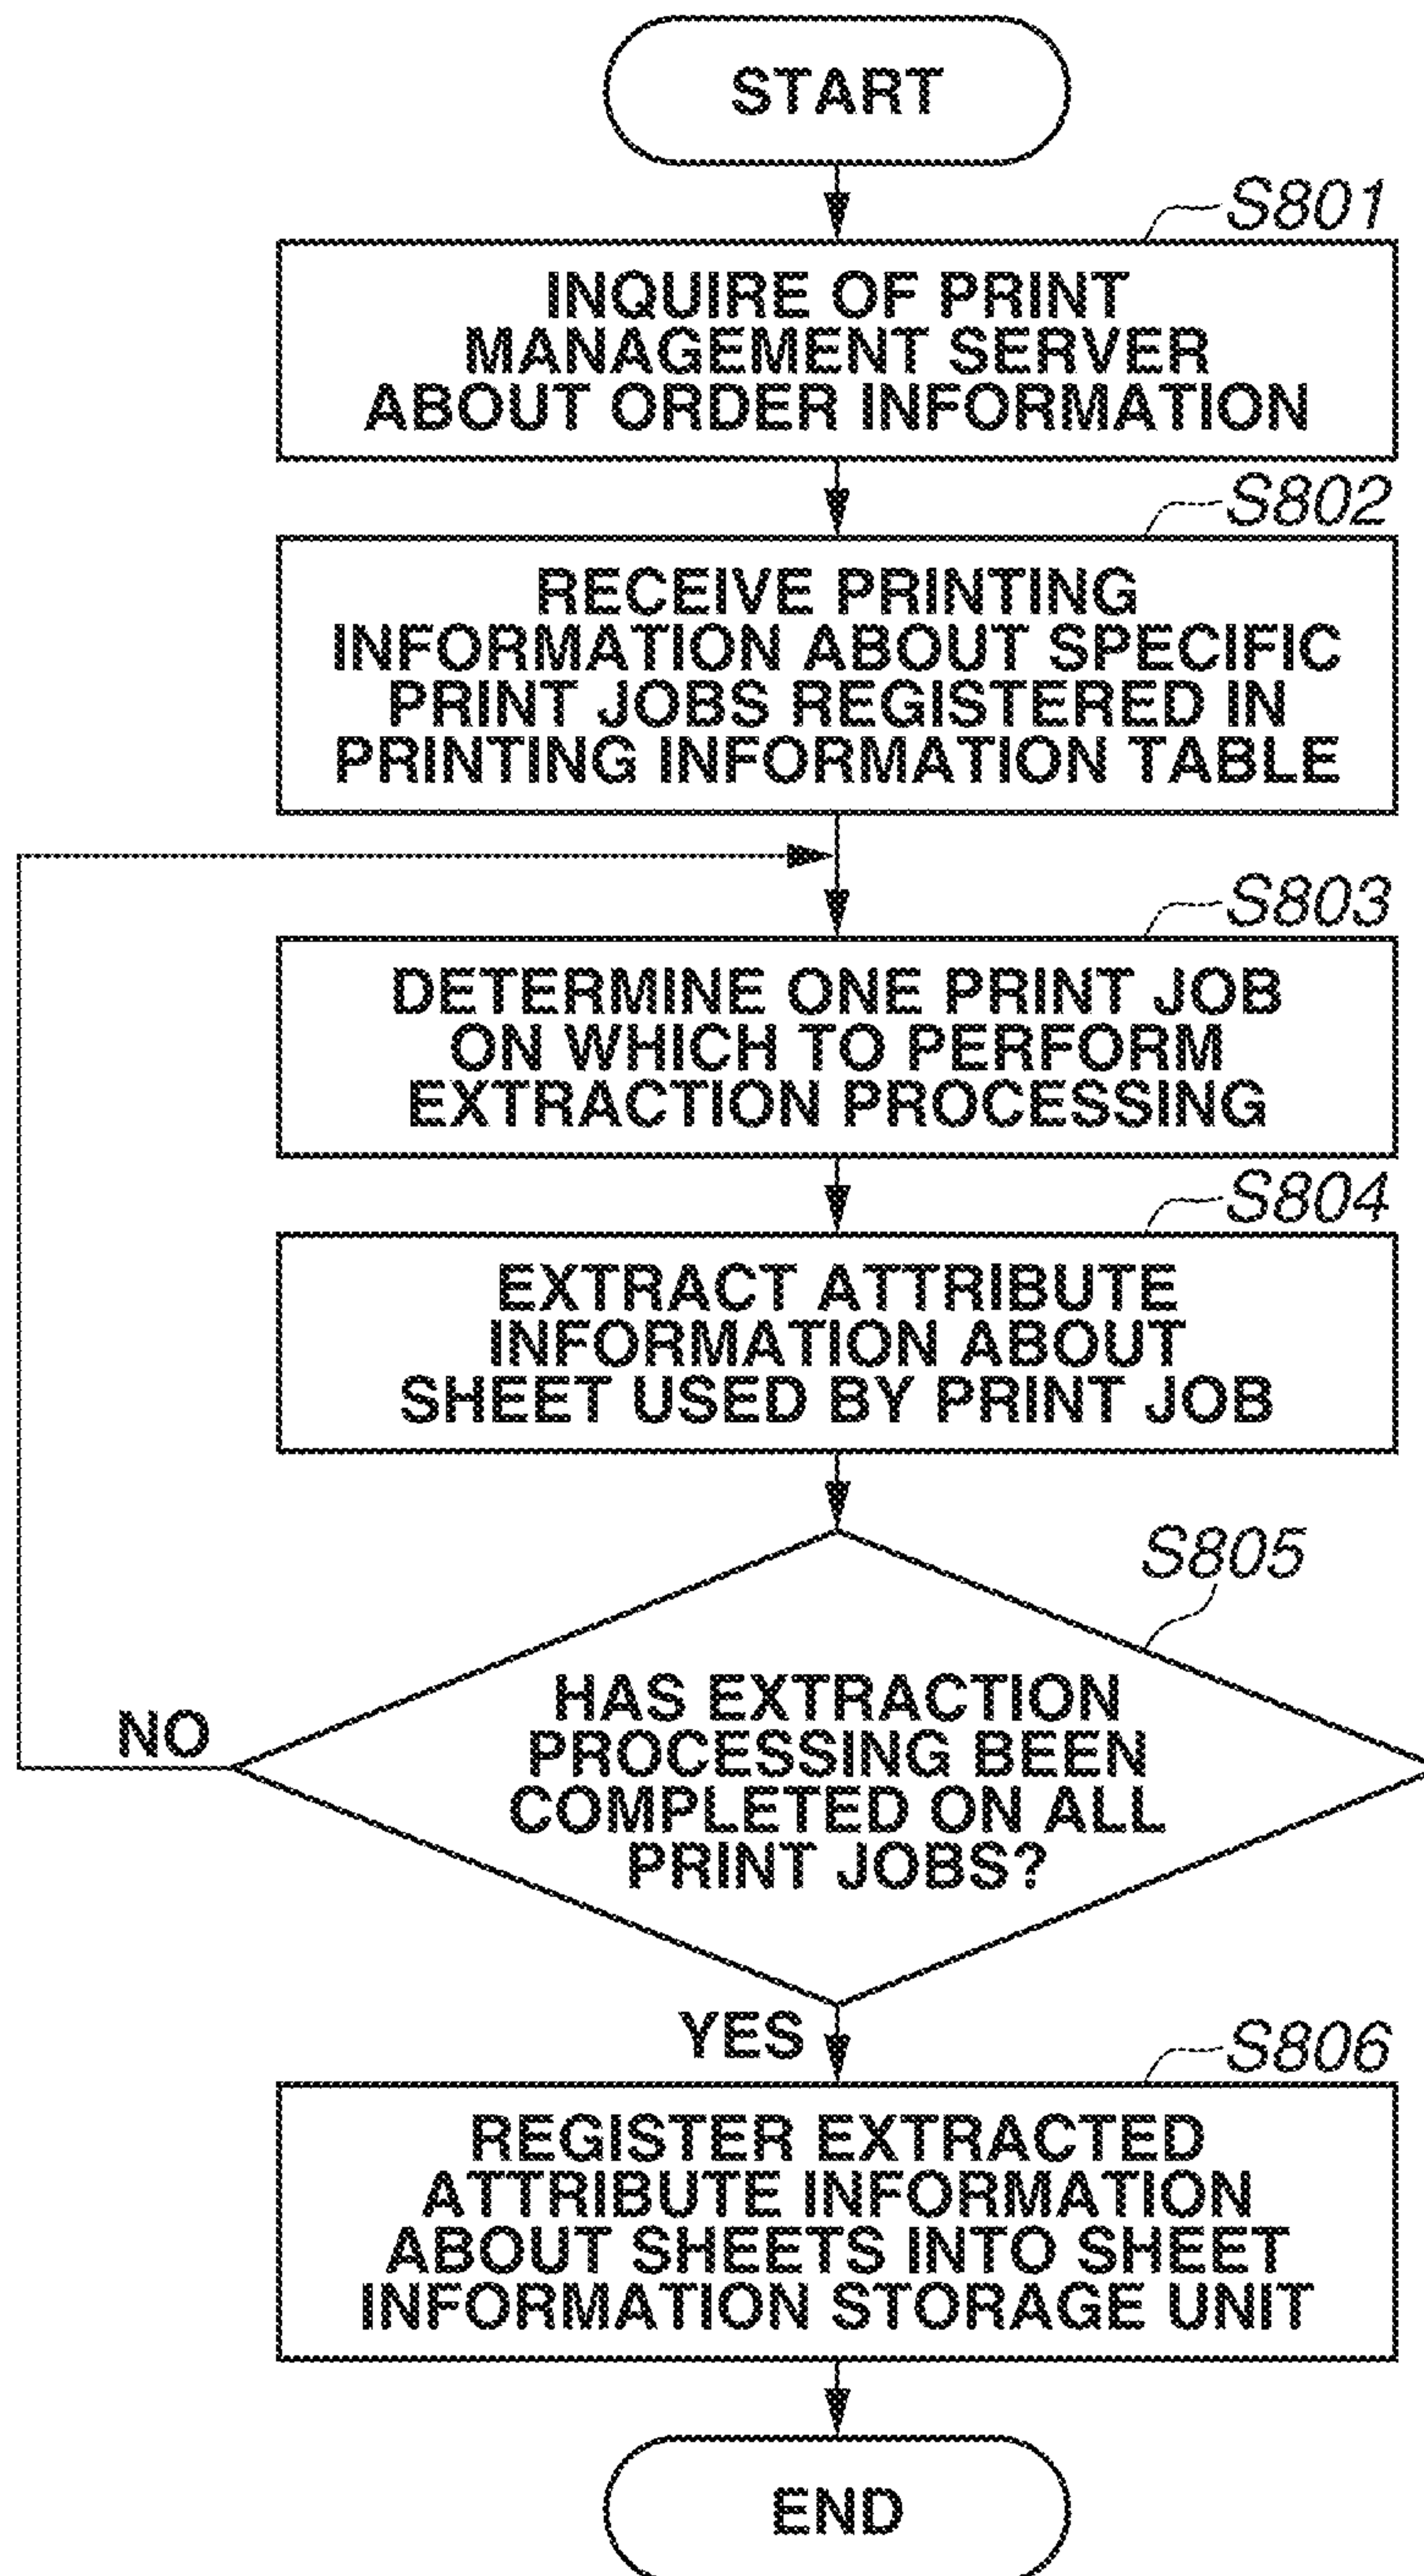 START
S801
INQUIRE OF PRINT
MANAGEMENT SERVER
ABOUT ORDER INFORMATION
S802
RECEIVE PRINTING
INFORMATION ABOUT SPECIFIC
PRINT JOBS REGISTERED IN
PRINTING INFORMATION TABLE
S803
DETERMINE ONE PRINT JOB
ON WHICH TO PERFORM
EXTRACTION PROCESSING
S804
EXTRACT ATTRIBUTE
INFORMATION ABOUT
SHEET USED BY PRINT JOB
S805
HAS EXTRACTION
PROCESSING BEEN
COMPLETED ON ALL
PRINT JOBS?
NO
YES
S806
REGISTER EXTRACTED
ATTRIBUTE INFORMATION
ABOUT SHEETS INTO SHEET
INFORMATION STORAGE UNIT
END